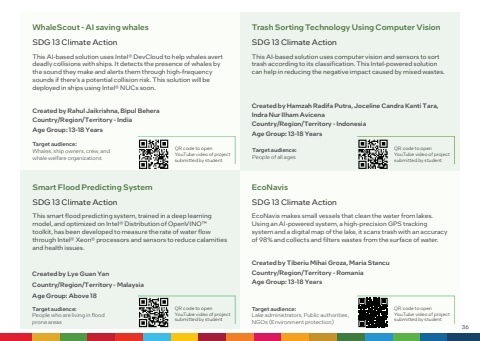 WhaleScout - AI saving whales
SDG 13 Climate Action
This AI-based solution uses Intel® DevCloud to help whales avert
deadly collisions with ships. It detects the presence of whales by
the sound they make and alerts them through high-frequency
sounds if there's a potential collision risk. This solution will be
deployed in ships using Intel® NUCs soon.
Created by Rahul Jaikrishna, Bipul Behera
Country/Region/Territory - India
Age Group: 13-18 Years
Target audience:
Whales, ship owners, crew, and
whale welfare organizations
QR code to open
YouTube video of project
submitted by student
Trash Sorting Technology Using Computer Vision
SDG 13 Climate Action
This AI-based solution uses computer vision and sensors to sort
trash according to its classification. This Intel-powered solution
can help in reducing the negative impact caused by mixed wastes.
Created by Hamzah Radifa Putra, Joceline Candra Kanti Tara,
Indra Nur Ilham Avicena
Country/Region/Territory - Indonesia
Age Group: 13-18 Years
Target audience:
People of all ages
QR code to open
YouTube video of project
submitted by student
Smart Flood Predicting System
SDG 13 Climate Action
This smart flood predicting system, trained in a deep learning
model, and optimized on Intel® Distribution of OpenVINO™
toolkit, has been developed to measure the rate of water flow
through Intel® Xeon® processors and sensors to reduce calamities
and health issues.
Created by Lye Guan Yan
Country/Region/Territory - Malaysia
Age Group: Above 18
Target audience:
People who are living in flood
prone areas
QR code to open
YouTube video of project
submitted by student
EcoNavis
SDG 13 Climate Action
EcoNavis makes small vessels that clean the water from lakes.
Using an AI-powered system, a high-precision GPS tracking
system and a digital map of the lake, it scans trash with an accuracy
of 98% and collects and filters wastes from the surface of water.
Created by Tiberiu Mihai Groza, Maria Stancu
Country/Region/Territory - Romania
Age Group: 13-18 Years
Target audience:
Lake administrators, Public authorities,
NGOs (Environment protection)
QR code to open
YouTube video of project
submitted by student
36